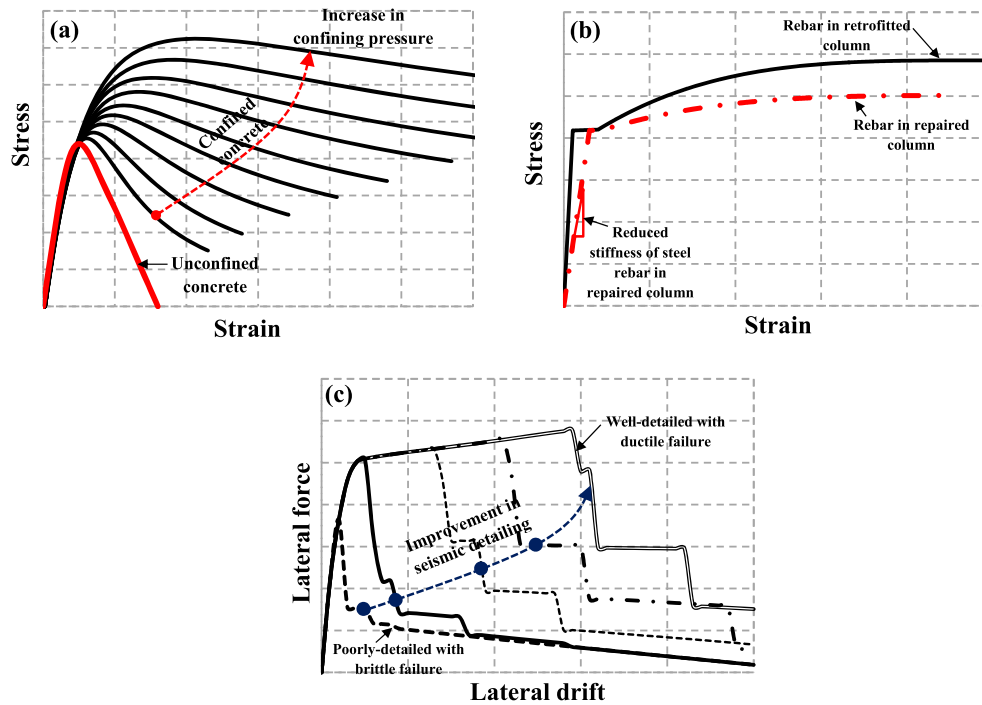 (a)
Increase in
confining pressure
Confined
concrete
Stress
Unconfined
concrete
Strain
(b)
Rebar in retrofitted
column
Rebar in repaired
column
Stress
Reduced
stiffness of steel
rebar in
repaired column
Strain
(c)
Well-detailed with
ductile failure
Lateral force
Improvement in
seismic detailing
Poorly-detailed with
brittle failure
Lateral drift